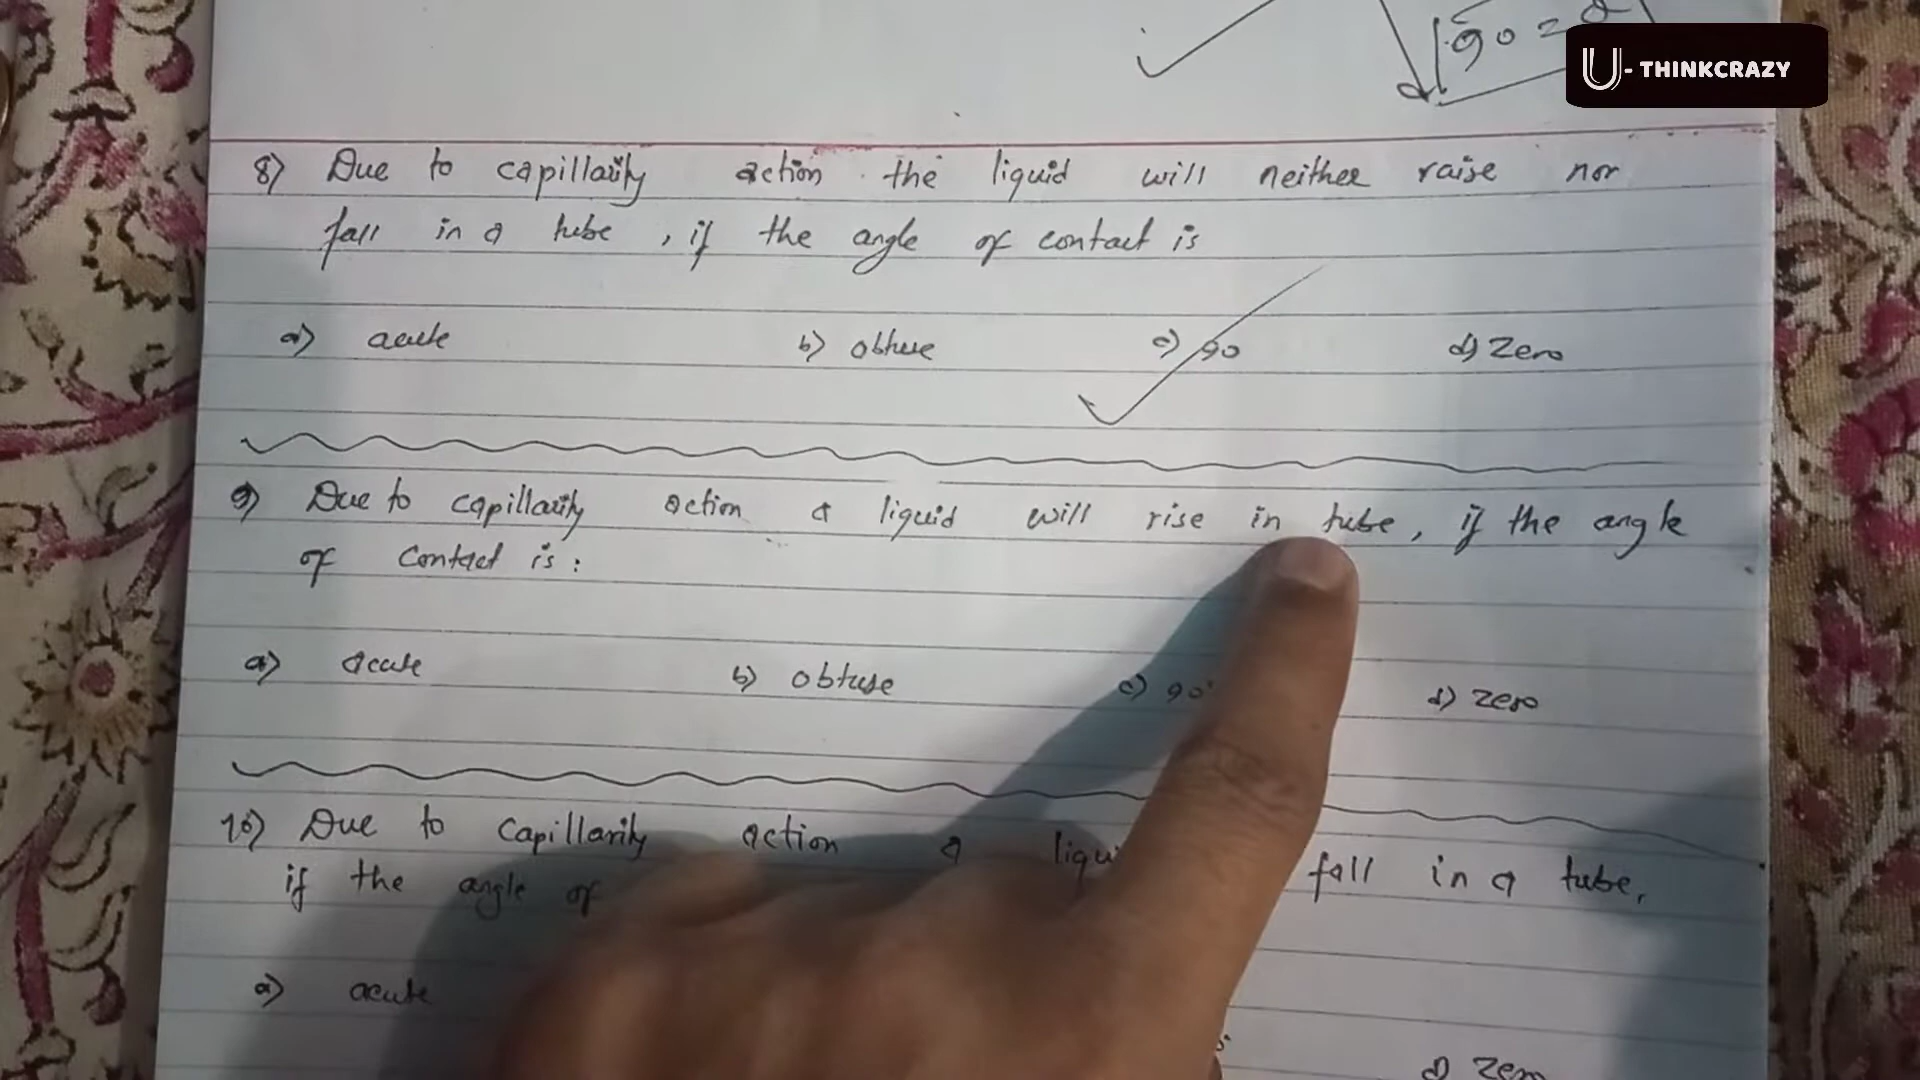 90 =
U - THINKCRAZY
8) Due to capillarity action the liquid will neither raise nor
fall in a tube, if the angle of contact is
a) acute b) obtuse c) 90 d) Zero
9) Due to capillarity action a liquid will rise in tube, if the angle
of contact is:
a) acute b) obtuse c) 90° d) zero
10) Due to capillarity action a fall in a tube,
if the angle of
a) acute
d) Zero